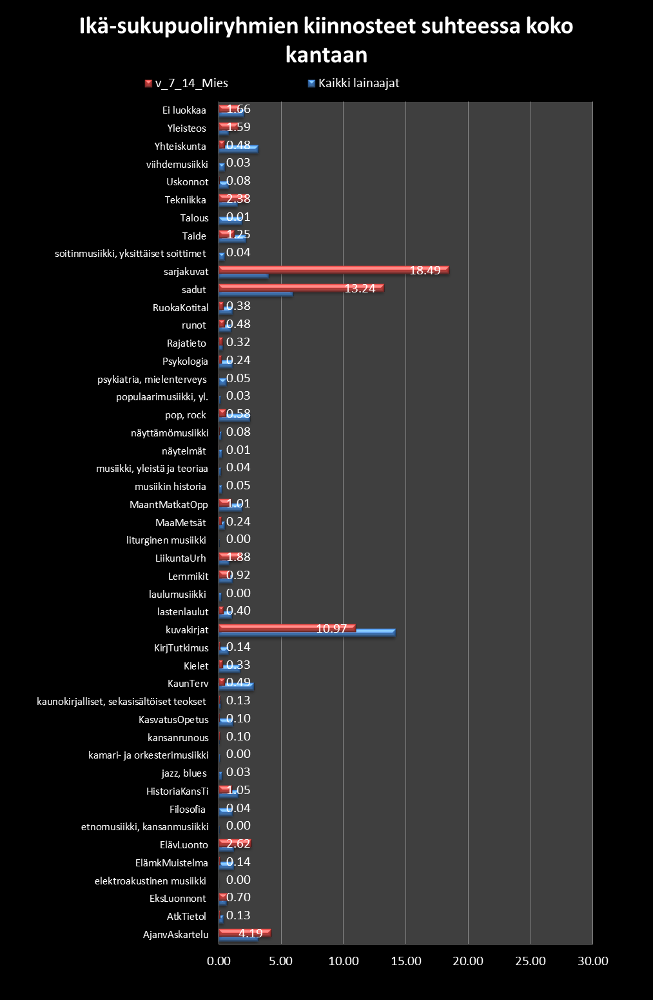 Ikä-sukupuoliryhmien kiinnosteet suhteessa koko
kantaan
v_7_14_Mies
Kaikki lainaajat
Ei luokkaa 1.66
Yleisteos 1.59
Yhteiskunta 0.48
viihdemusiikki 0.03
Uskonnot 0.08
Tekniikka 2.38
Talous 0.01
Taide 1.25
soitinmusiikki, yksittäiset soittimet 0.04
sarjakuvat 18.49
sadut 13.24
RuokaKotital 0.38
runot 0.48
Rajatieto 0.32
Psykologia 0.24
psykiatria, mielenterveys 0.05
populaarimusiikki, yl. 0.03
pop, rock 0.58
näyttämömusiikki 0.08
näytelmät 0.01
musiikki, yleistä ja teoriaa 0.04
musiikin historia 0.05
MaantMatkatOpp 1.01
MaaMetsät 0.24
liturginen musiikki 0.00
LiikuntaUrh 1.88
Lemmikit 0.92
laulumusiikki 0.00
lastenlaulut 0.40
kuvakirjat 10.97
KirjTutkimus 0.14
Kielet 0.33
KaunTerv 0.49
kaunokirjalliset, sekasisältöiset teokset 0.13
KasvatusOpetus 0.10
kansanrunous 0.10
kamari- ja orkesterimusiikki 0.00
jazz, blues 0.03
HistoriaKansTi 1.05
Filosofia 0.04
etnomusiikki, kansanmusiikki 0.00
ElävLuonto 2.62
ElämkMuistelma 0.14
elektroakustinen musiikki 0.00
EksLuonnont 0.70
AtkTietol 0.13
AjanvAskartelu 4.19
0.00 5.00 10.00 15.00 20.00 25.00 30.00